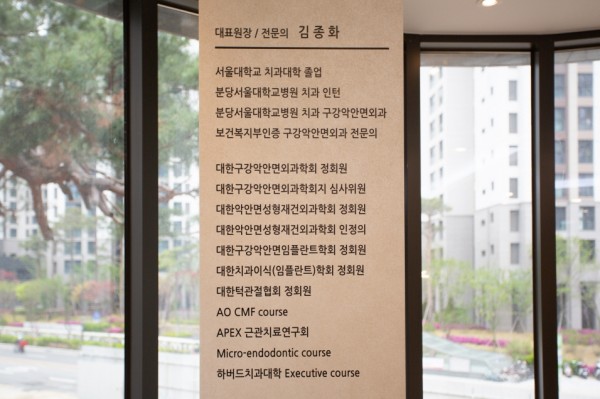 대표원장 / 전문의 김종화
서울대학교 치과대학 졸업
분당서울대학교병원 치과 인턴
분당서울대학교병원 치과 구강악안면외과
보건복지부인증 구강악안면외과 전문의
대한구강악안면외과학회 정회원
대한구강악안면외과학회지 심사위원
대한악안면성형재건외과학회 정회원
대한악안면성형재건외과학회 인정의
대한구강악안면임플란트학회 정회원
대한치과이식(임플란트)학회 정회원
대한턱관절협회 정회원
AO CMF course
APEX 근관치료연구회
Micro-endodontic course
하버드치과대학 Executive course